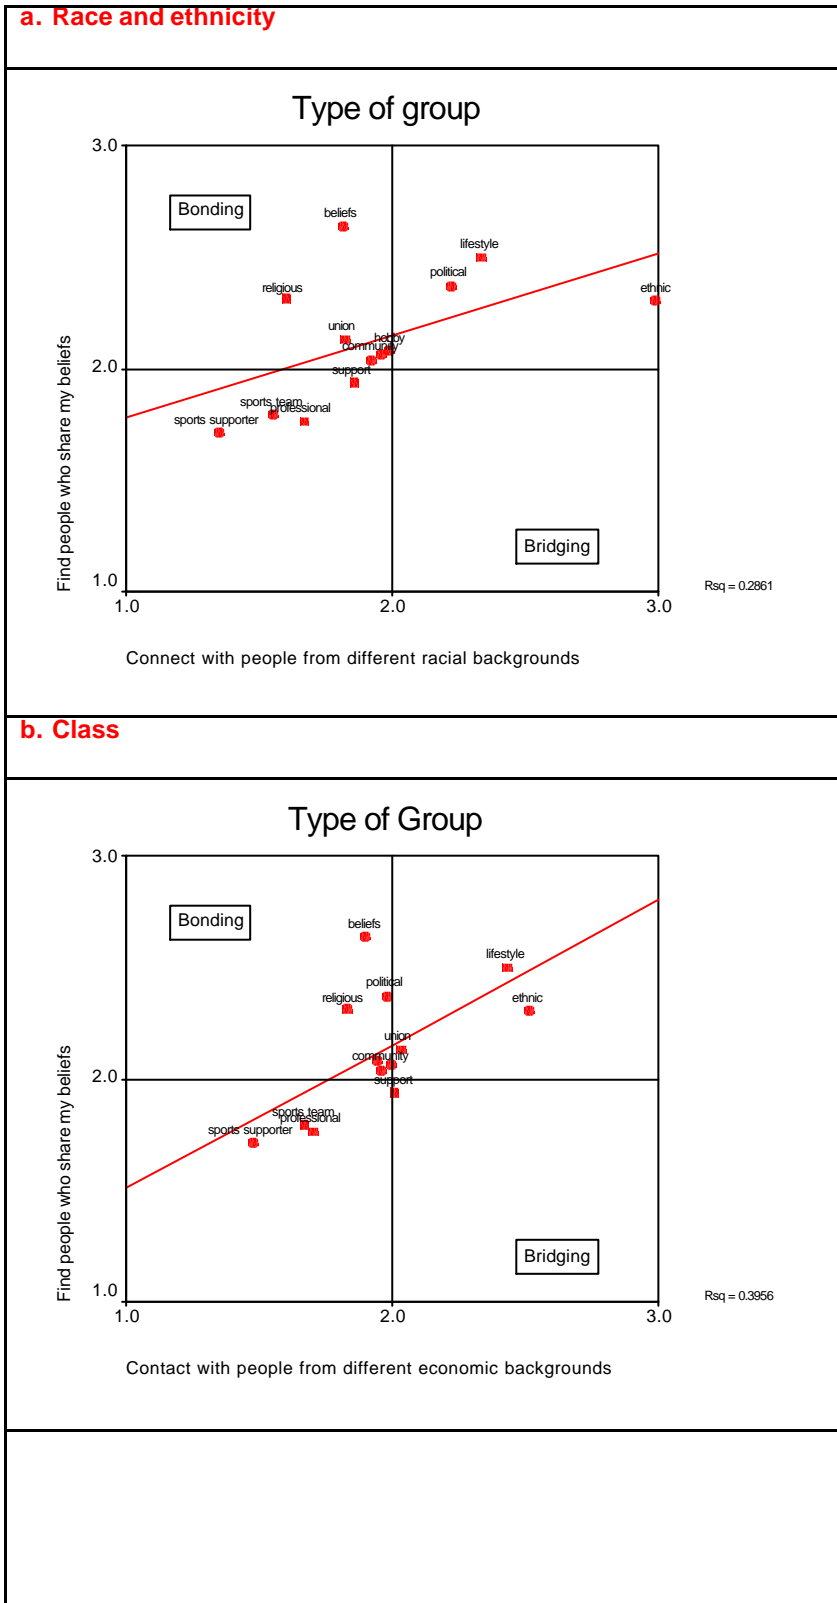 a. Race and ethnicity
Type of group
3.0
Bonding
beliefs
lifestyle
political
religious
ethnic
union
hobby
community
2.0
support
sports team
professional
sports supporter
Find people who share my beliefs
Bridging
1.0
Rsq = 0.2861
1.0 2.0 3.0
Connect with people from different racial backgrounds
b. Class
Type of Group
3.0
Bonding
beliefs
lifestyle
political
religious
ethnic
union
community
2.0
support
sports team
professional
sports supporter
Find people who share my beliefs
Bridging
1.0
Rsq = 0.3956
1.0 2.0 3.0
Contact with people from different economic backgrounds